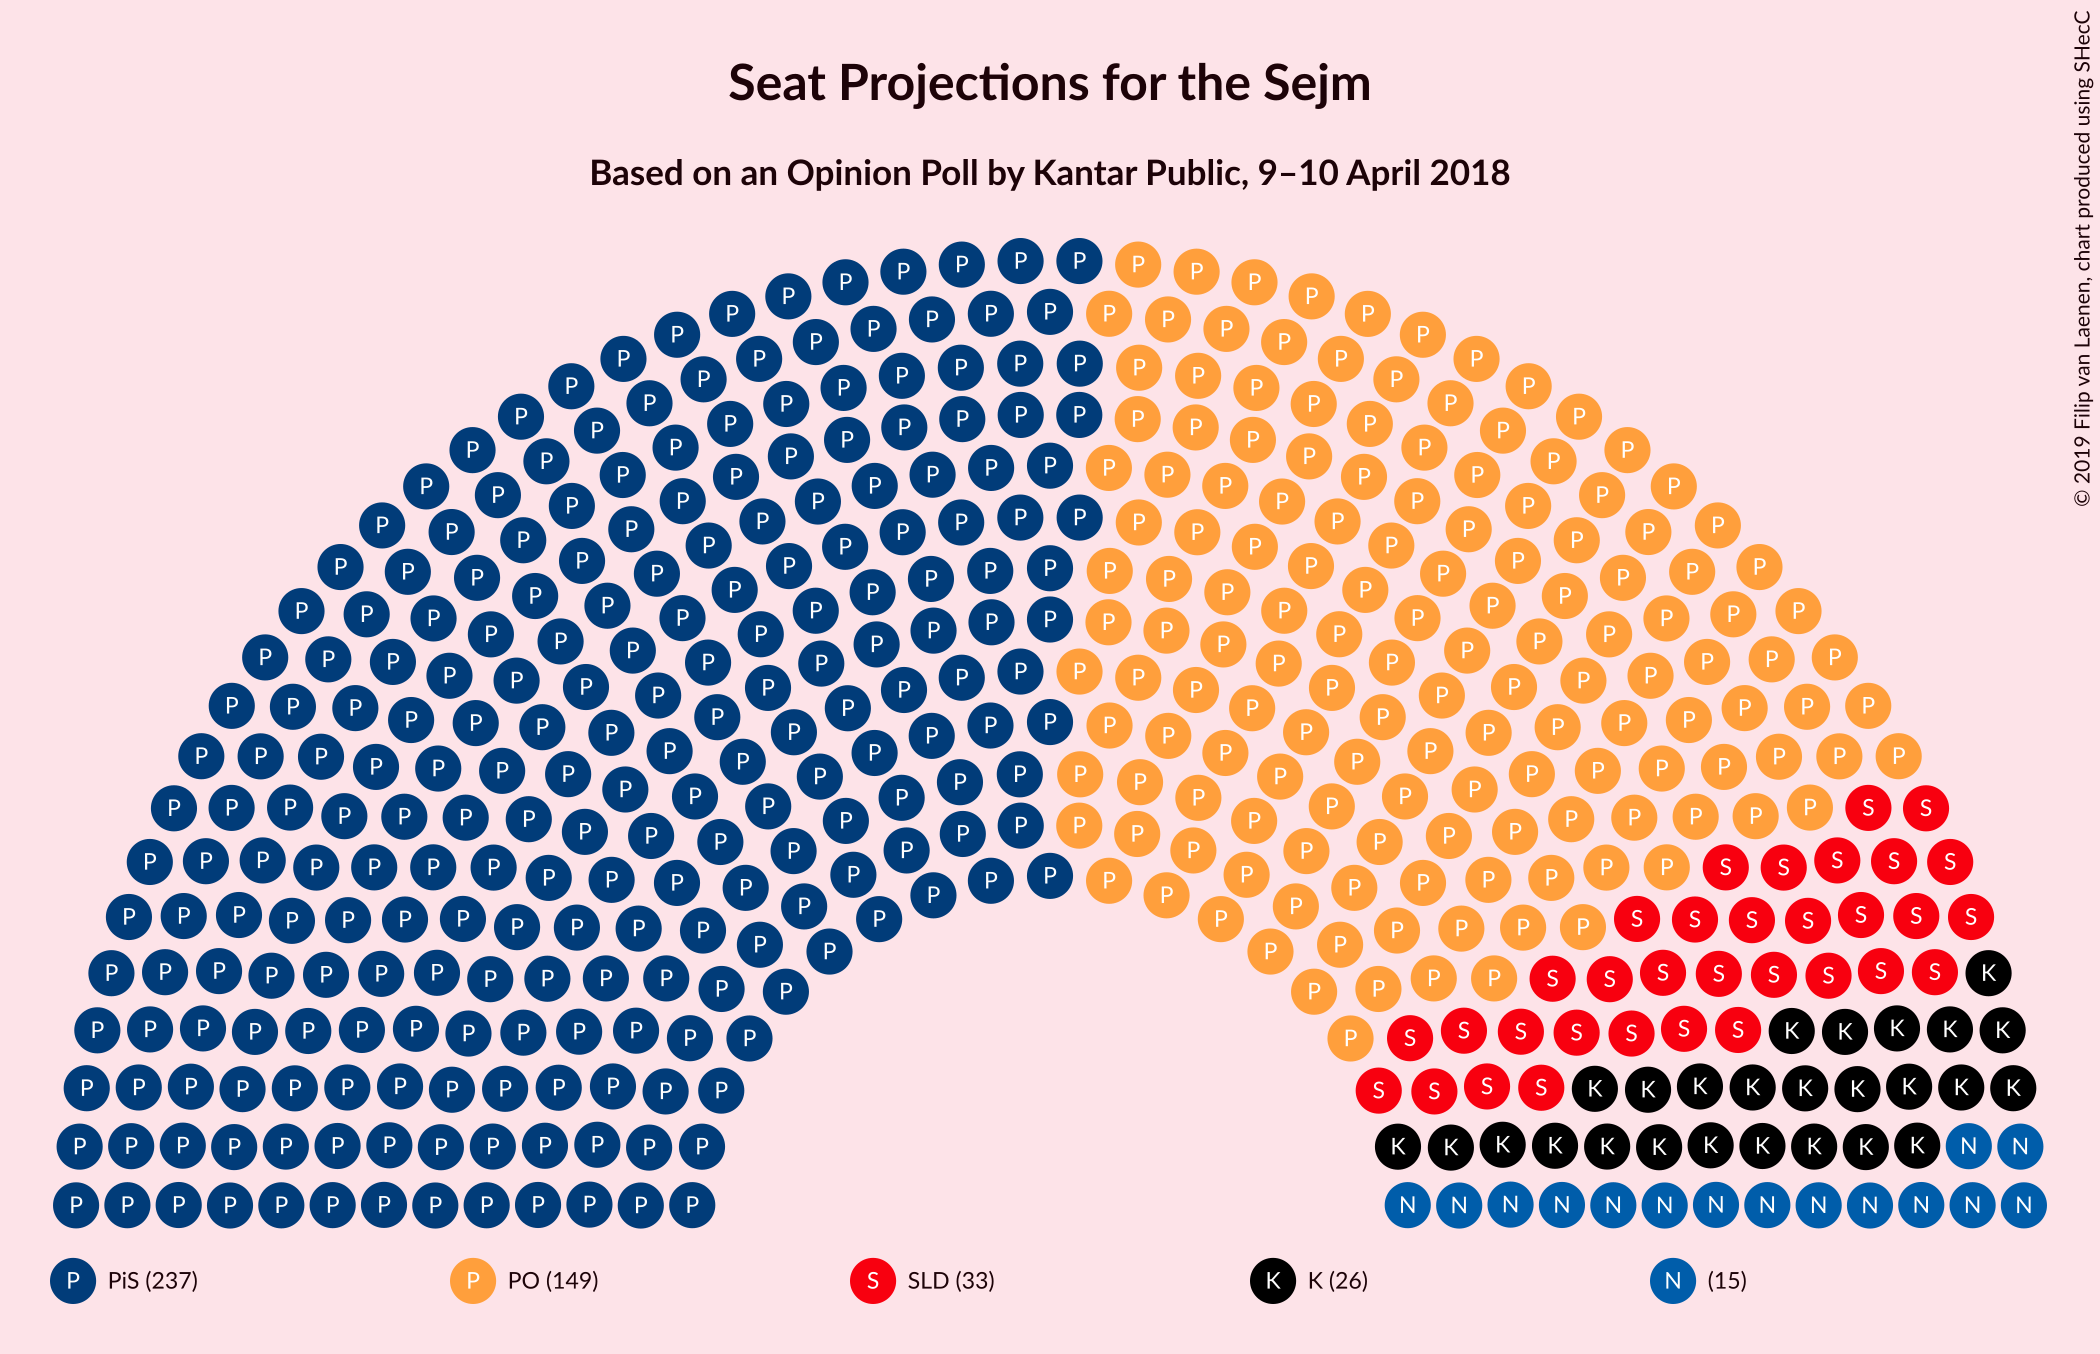 Seat Projections for the Sejm
Based on an Opinion Poll by Kantar Public, 9–10 April 2018
© 2019 Filip van Laenen, chart produced using SHecC
P PiS (237)
P PO (149)
S SLD (33)
K K (26)
N (15)